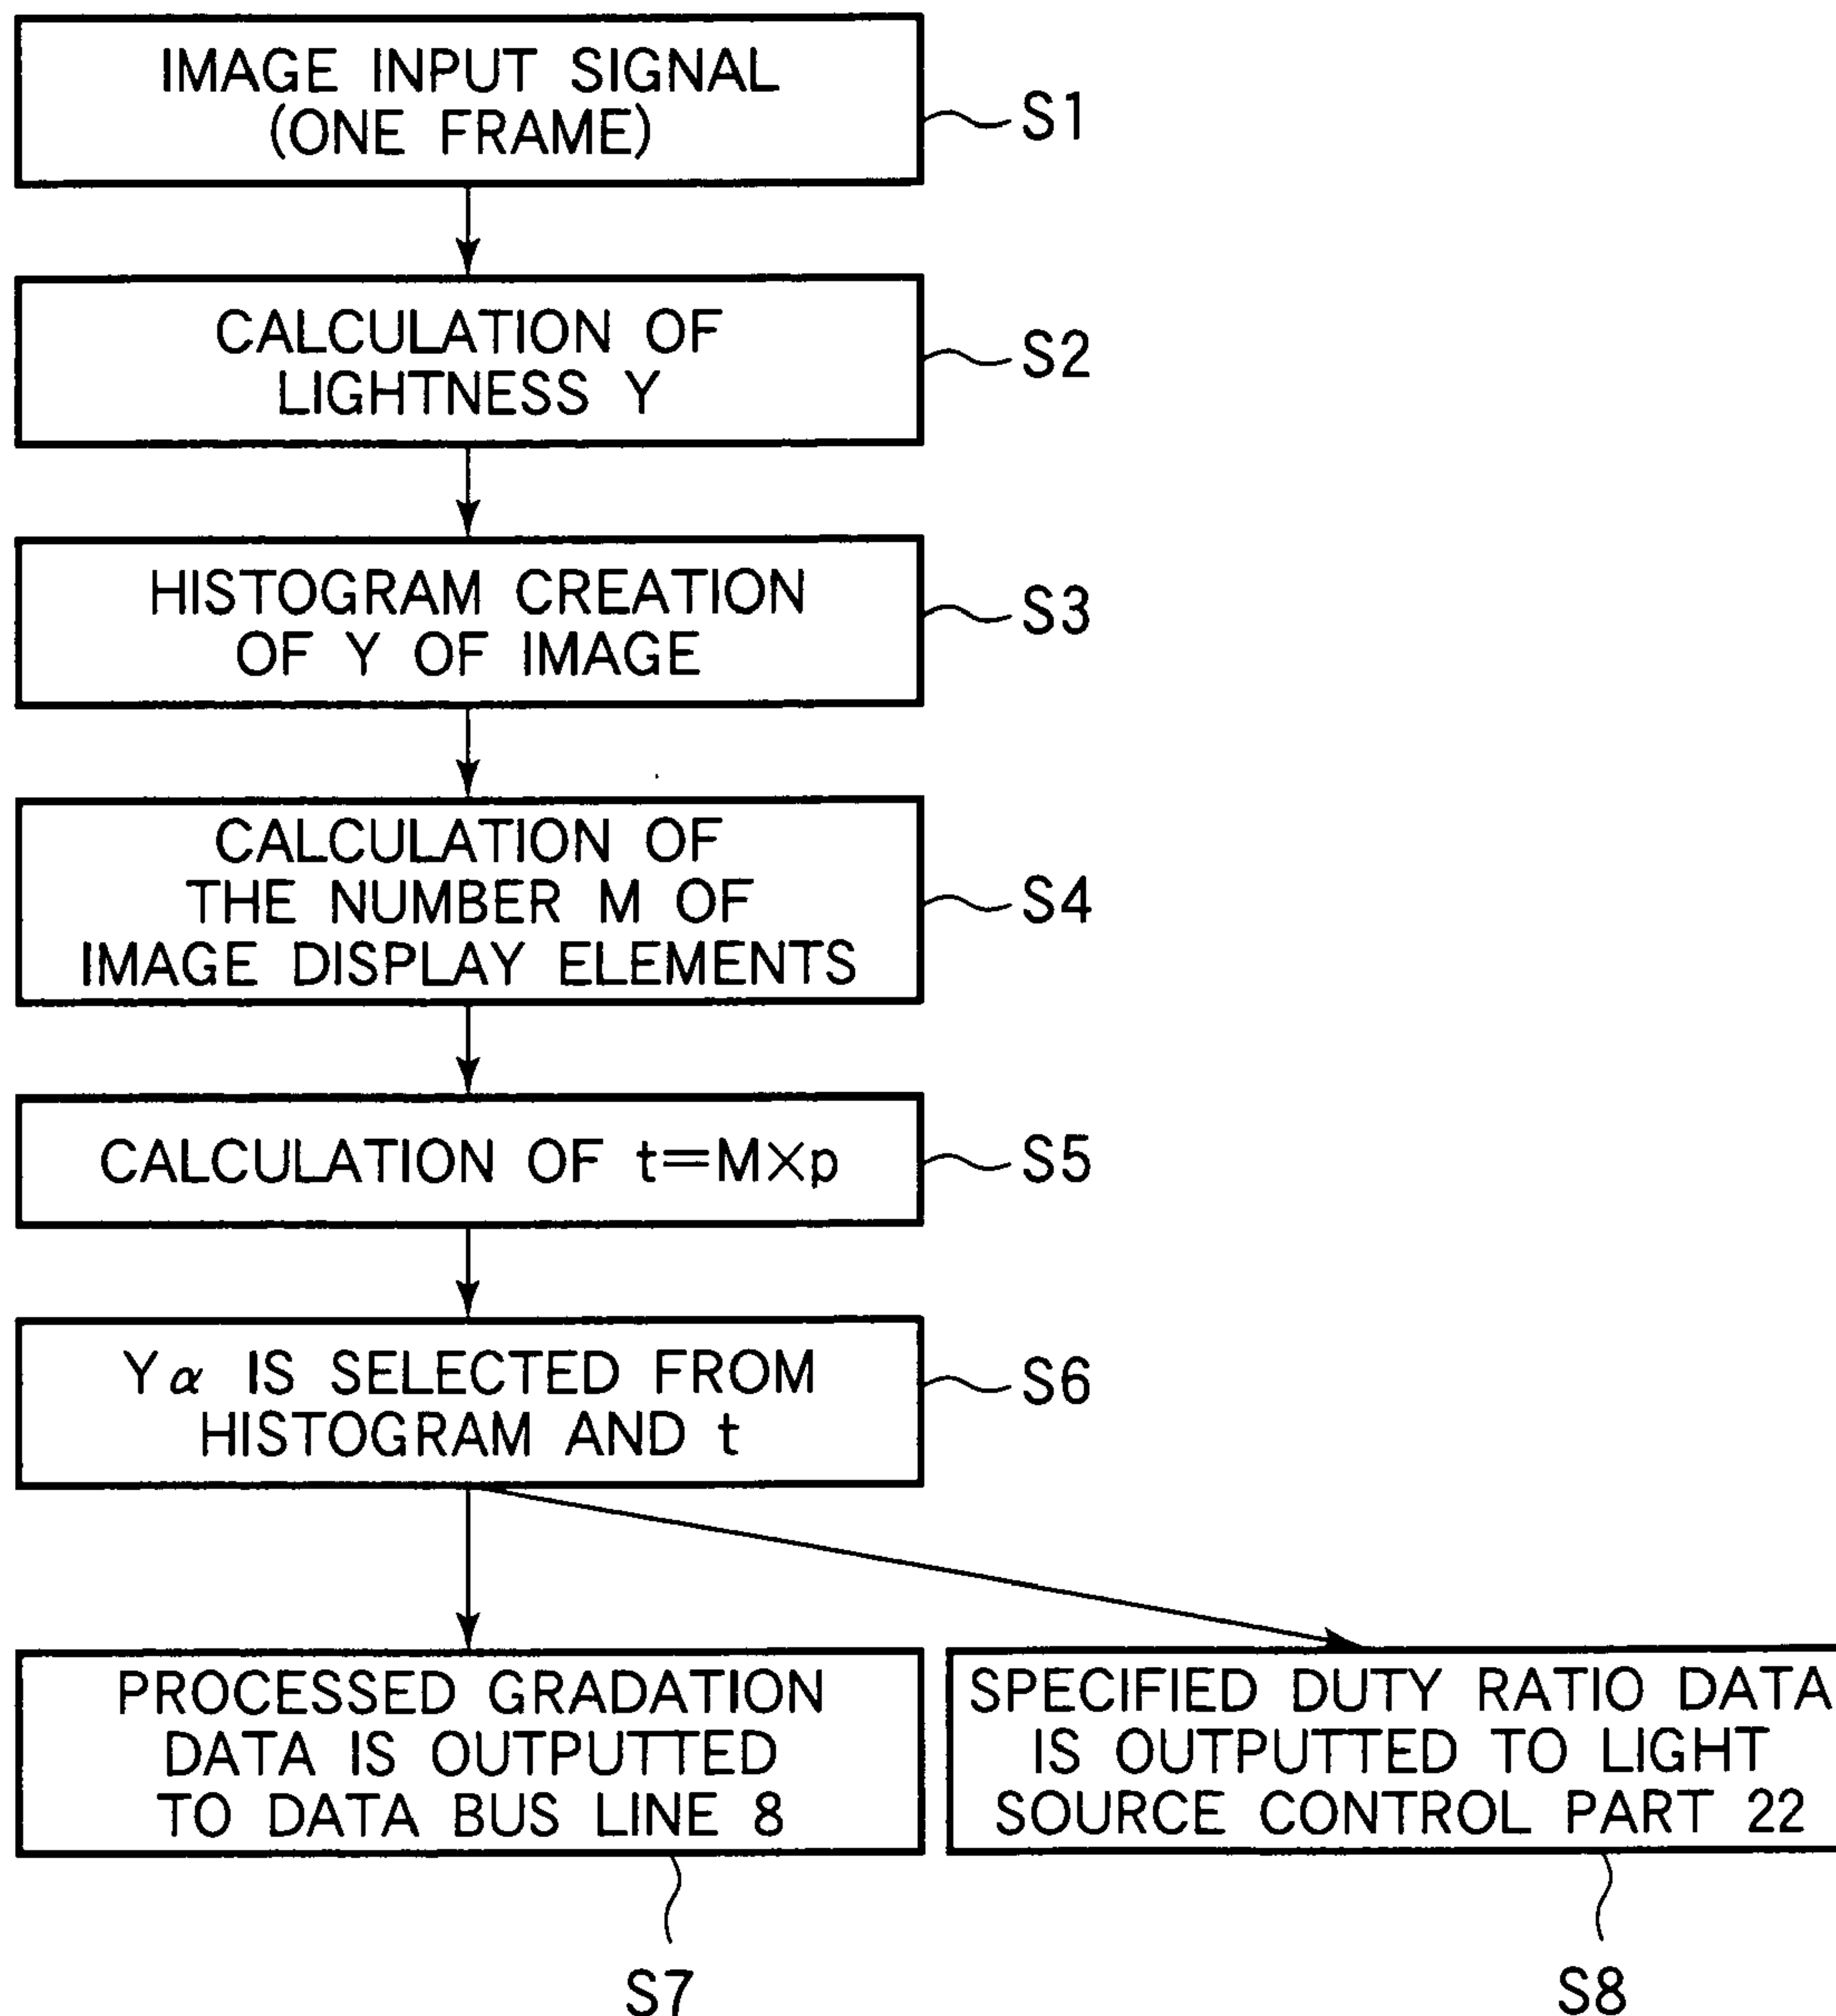 IMAGE INPUT SIGNAL
(ONE FRAME)
S1
CALCULATION OF
LIGHTNESS Y
S2
HISTOGRAM CREATION
OF Y OF IMAGE
S3
CALCULATION OF
THE NUMBER M OF
IMAGE DISPLAY ELEMENTS
S4
CALCULATION OF t=M×p
S5
Yα IS SELECTED FROM
HISTOGRAM AND t
S6
PROCESSED GRADATION
DATA IS OUTPUTTED
TO DATA BUS LINE 8
S7
SPECIFIED DUTY RATIO DATA
IS OUTPUTTED TO LIGHT
SOURCE CONTROL PART 22
S8